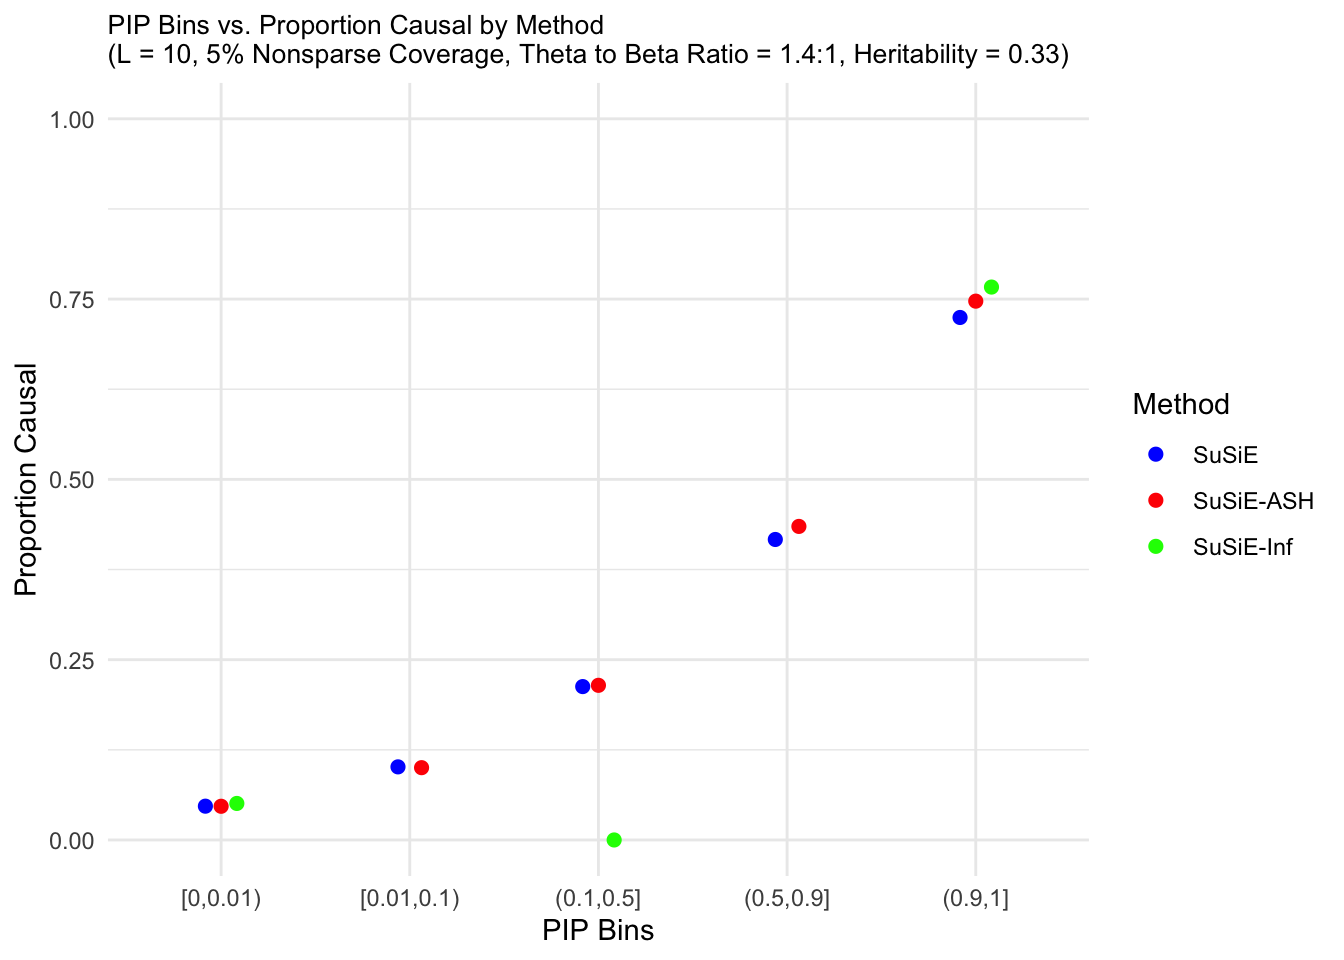 PIP Bins vs. Proportion Causal by Method
(L = 10, 5% Nonsparse Coverage, Theta to Beta Ratio = 1.4:1, Heritability = 0.33)
1.00
0.75
0.50
0.25
0.00
Proportion Causal
[0,0.01)
[0.01,0.1)
(0.1,0.5]
(0.5,0.9]
(0.9,1]
PIP Bins
Method
SuSiE
SuSiE-ASH
SuSiE-Inf